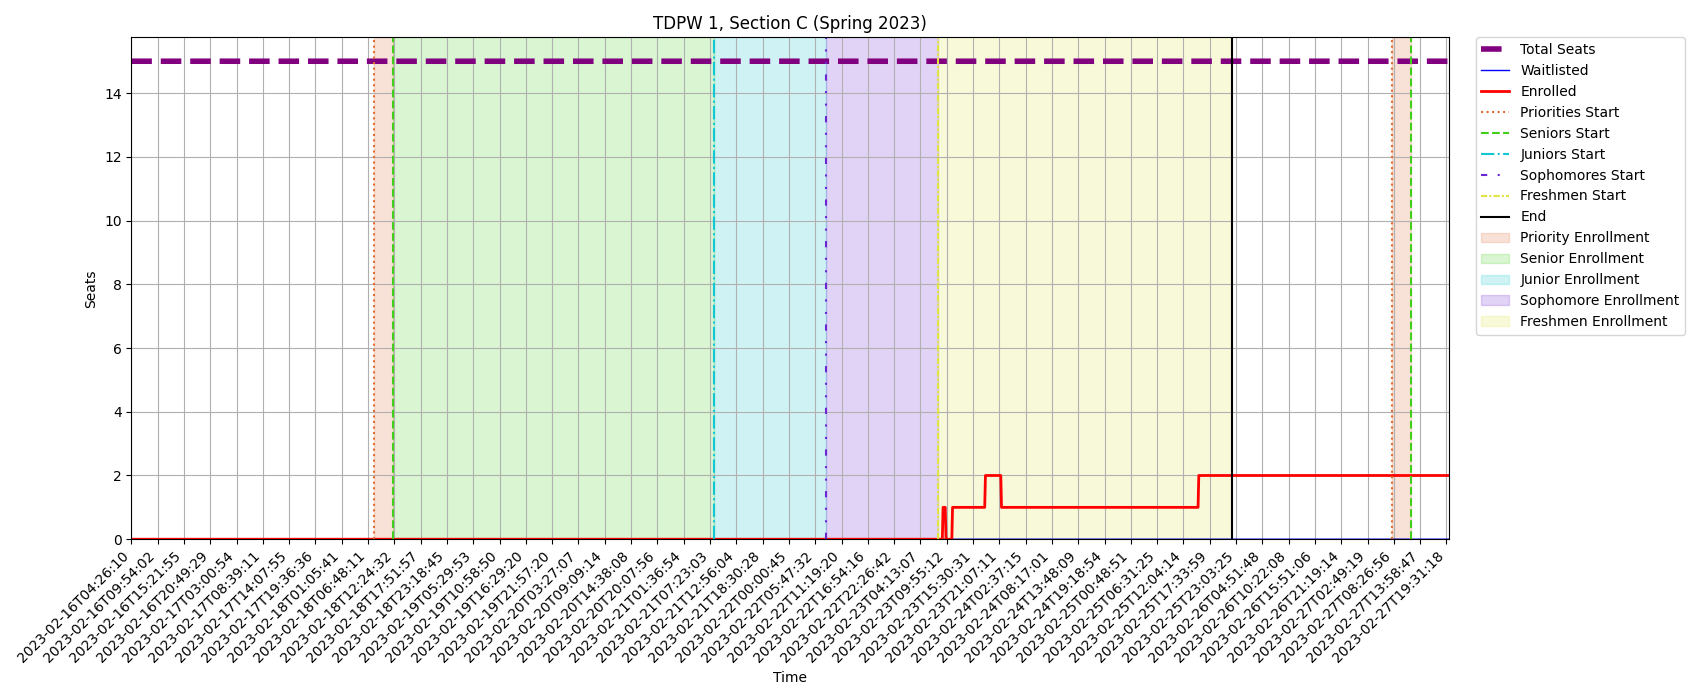 TDPW 1, Section C (Spring 2023)
Total Seats
Waitlisted
Enrolled
Priorities Start
Seniors Start
Juniors Start
Sophomores Start
Freshmen Start
End
Priority Enrollment
Senior Enrollment
Junior Enrollment
Sophomore Enrollment
Freshmen Enrollment
Seats
14
12
10
8
6
4
2
0
2023-02-16T04:26:10
2023-02-16T09:54:02
2023-02-16T15:21:55
2023-02-16T20:49:29
2023-02-17T03:00:54
2023-02-17T08:39:11
2023-02-17T14:07:55
2023-02-17T19:36:36
2023-02-18T01:05:41
2023-02-18T06:48:11
2023-02-18T12:24:32
2023-02-18T17:51:57
2023-02-18T23:18:45
2023-02-19T05:29:53
2023-02-19T10:58:50
2023-02-19T16:29:20
2023-02-19T21:57:20
2023-02-20T03:27:07
2023-02-20T09:09:14
2023-02-20T14:38:08
2023-02-20T20:07:56
2023-02-21T01:36:54
2023-02-21T07:23:03
2023-02-21T12:56:04
2023-02-21T18:30:28
2023-02-22T00:00:45
2023-02-22T05:47:32
2023-02-22T11:19:20
2023-02-22T16:54:16
2023-02-22T22:26:42
2023-02-23T04:13:07
2023-02-23T09:55:12
2023-02-23T15:30:31
2023-02-23T21:07:11
2023-02-24T02:37:15
2023-02-24T08:17:01
2023-02-24T13:48:09
2023-02-24T19:18:54
2023-02-25T00:48:51
2023-02-25T06:31:25
2023-02-25T12:04:14
2023-02-25T17:33:59
2023-02-25T23:03:25
2023-02-26T04:51:48
2023-02-26T10:22:08
2023-02-26T15:51:06
2023-02-26T21:19:14
2023-02-27T02:49:19
2023-02-27T08:26:56
2023-02-27T13:58:47
2023-02-27T19:31:18
Time